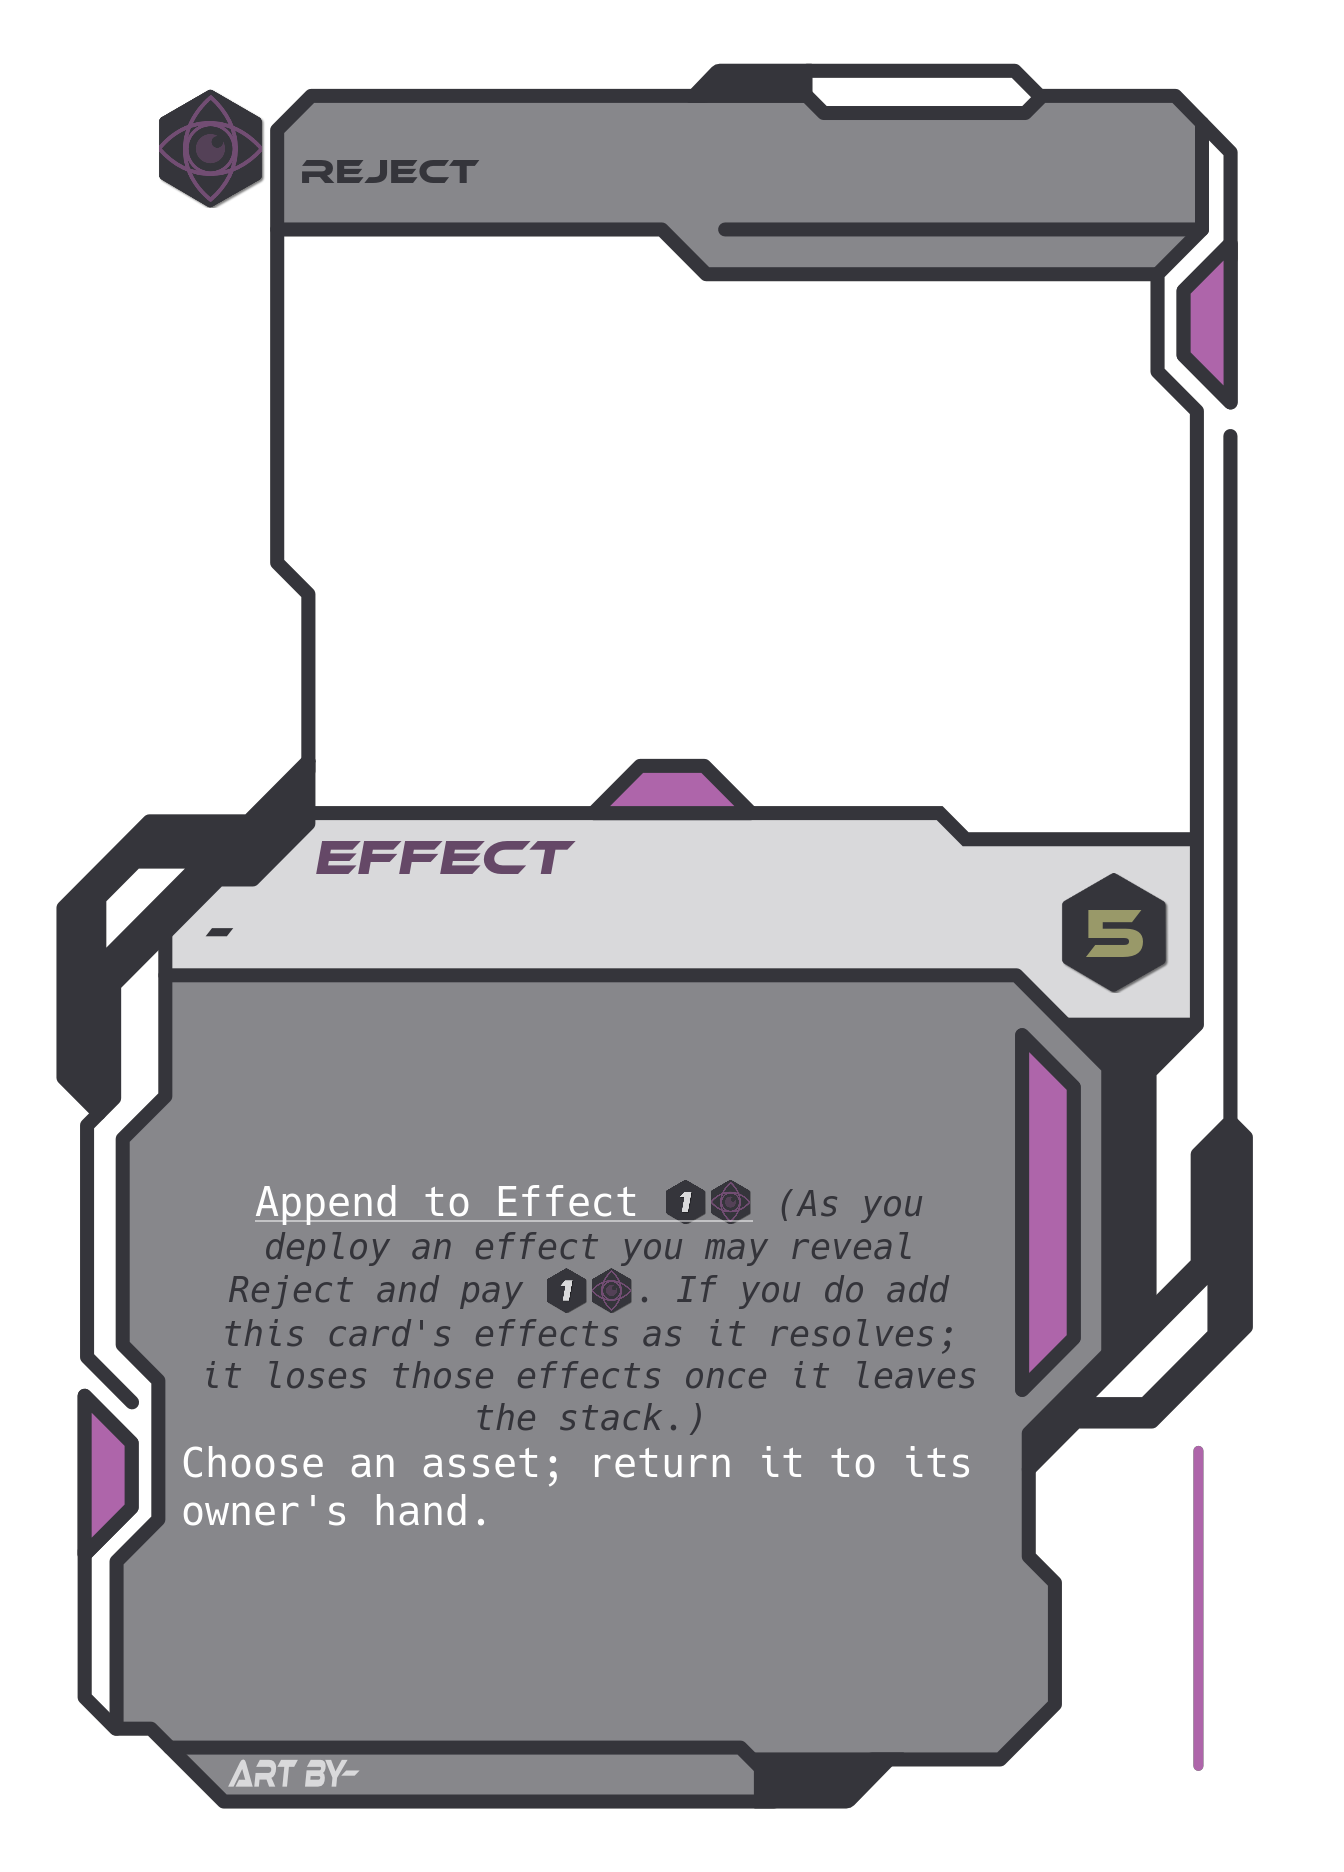 REJECT
EFFECT
-
5
Append to Effect 1 (As you
deploy an effect you may reveal
Reject and pay 1. If you do add
this card's effects as it resolves;
it loses those effects once it leaves
the stack.)
Choose an asset; return it to its
owner's hand.
ART BY-